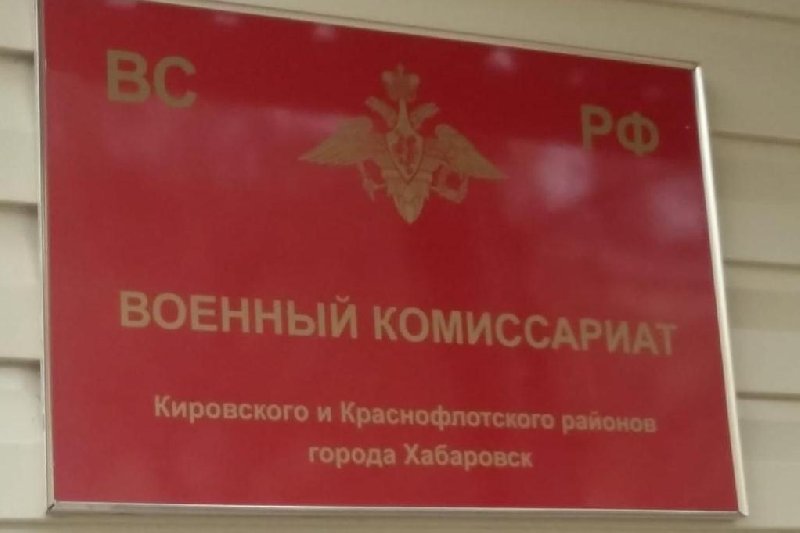 ВС РФ
ВОЕННЫЙ КОМИССАРИАТ
Кировского и Краснофлотского районов
города Хабаровск